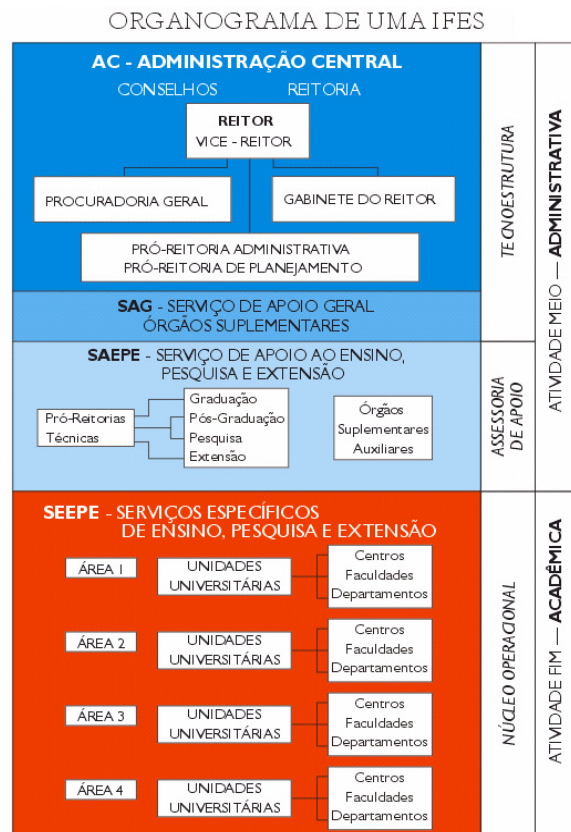 ORGANOGRAMA DE UMA IFES
AC - ADMINISTRAÇÃO CENTRAL
CONSELHOS REITORIA
REITOR
VICE - REITOR
PROCURADORIA GERAL
GABINETE DO REITOR
PRÓ-REITORIA ADMINISTRATIVA
PRÓ-REITORIA DE PLANEJAMENTO
SAG - SERVIÇO DE APOIO GERAL
ÓRGÃOS SUPLEMENTARES
TECNOESTRUTURA
SAEPE - SERVIÇO DE APOIO AO ENSINO,
PESQUISA E EXTENSÃO
Pró-Reitorias
Técnicas
Graduação
Pós-Graduação
Pesquisa
Extensão
Órgãos
Suplementares
Auxiliares
ASSESSORIA
DE APOIO
ATIVIDADE MEIO — ADMINISTRATIVA
SEEPE - SERVIÇOS ESPECÍFICOS
DE ENSINO, PESQUISA E EXTENSÃO
ÁREA 1
UNIDADES
UNIVERSITÁRIAS
Centros
Faculdades
Departamentos
ÁREA 2
UNIDADES
UNIVERSITÁRIAS
Centros
Faculdades
Departamentos
ÁREA 3
UNIDADES
UNIVERSITÁRIAS
Centros
Faculdades
Departamentos
ÁREA 4
UNIDADES
UNIVERSITÁRIAS
Centros
Faculdades
Departamentos
NÚCLEO OPERACIONAL
ATIVIDADE FIM — ACADÊMICA